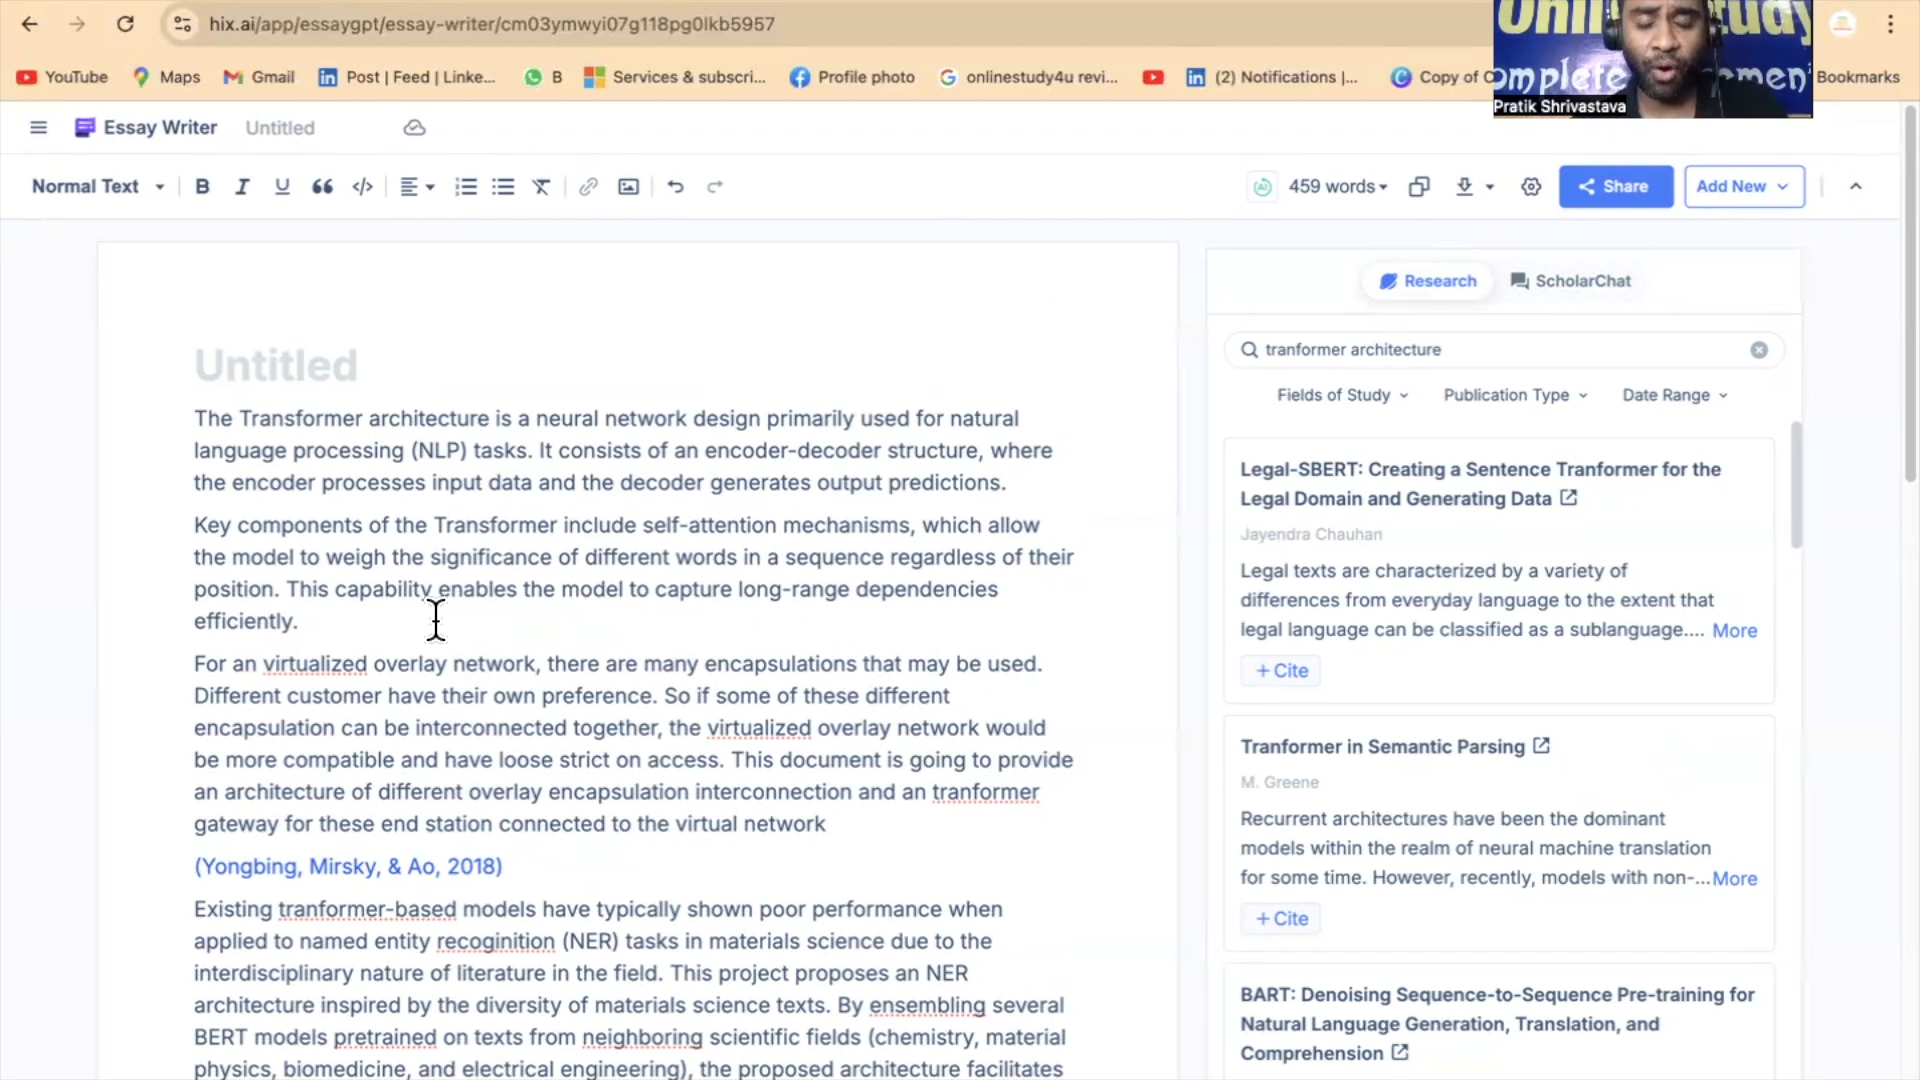 hix.ai/app/essaygpt/essay-writer/cm03ymwyi07g118pg0lkb5957
YouTube
Maps
Gmail
Post | Feed | Linke...
B
Services & subscri...
Profile photo
onlinestudy4u revi...
(2) Notifications |...
Copy of
Bookmarks
omplete
Pratik Shrivastava
Essay Writer
Untitled
Normal Text
B I U
459 words
Share
Add New
Untitled
The Transformer architecture is a neural network design primarily used for natural
language processing (NLP) tasks. It consists of an encoder-decoder structure, where
the encoder processes input data and the decoder generates output predictions.
Key components of the Transformer include self-attention mechanisms, which allow
the model to weigh the significance of different words in a sequence regardless of their
position. This capability enables the model to capture long-range dependencies
efficiently.
For an virtualized overlay network, there are many encapsulations that may be used.
Different customer have their own preference. So if some of these different
encapsulation can be interconnected together, the virtualized overlay network would
be more compatible and have loose strict on access. This document is going to provide
an architecture of different overlay encapsulation interconnection and an tranformer
gateway for these end station connected to the virtual network
(Yongbing, Mirsky, & Ao, 2018)
Existing tranformer-based models have typically shown poor performance when
applied to named entity recoginition (NER) tasks in materials science due to the
interdisciplinary nature of literature in the field. This project proposes an NER
architecture inspired by the diversity of materials science texts. By ensembling several
BERT models pretrained on texts from neighboring scientific fields (chemistry, material
physics, biomedicine, and electrical engineering), the proposed architecture facilitates
Research
ScholarChat
tranformer architecture
Fields of Study
Publication Type
Date Range
Legal-SBERT: Creating a Sentence Tranformer for the
Legal Domain and Generating Data
Jayendra Chauhan
Legal texts are characterized by a variety of
differences from everyday language to the extent that
legal language can be classified as a sublanguage.... More
+ Cite
Tranformer in Semantic Parsing
M. Greene
Recurrent architectures have been the dominant
models within the realm of neural machine translation
for some time. However, recently, models with non-... More
+ Cite
BART: Denoising Sequence-to-Sequence Pre-training for
Natural Language Generation, Translation, and
Comprehension